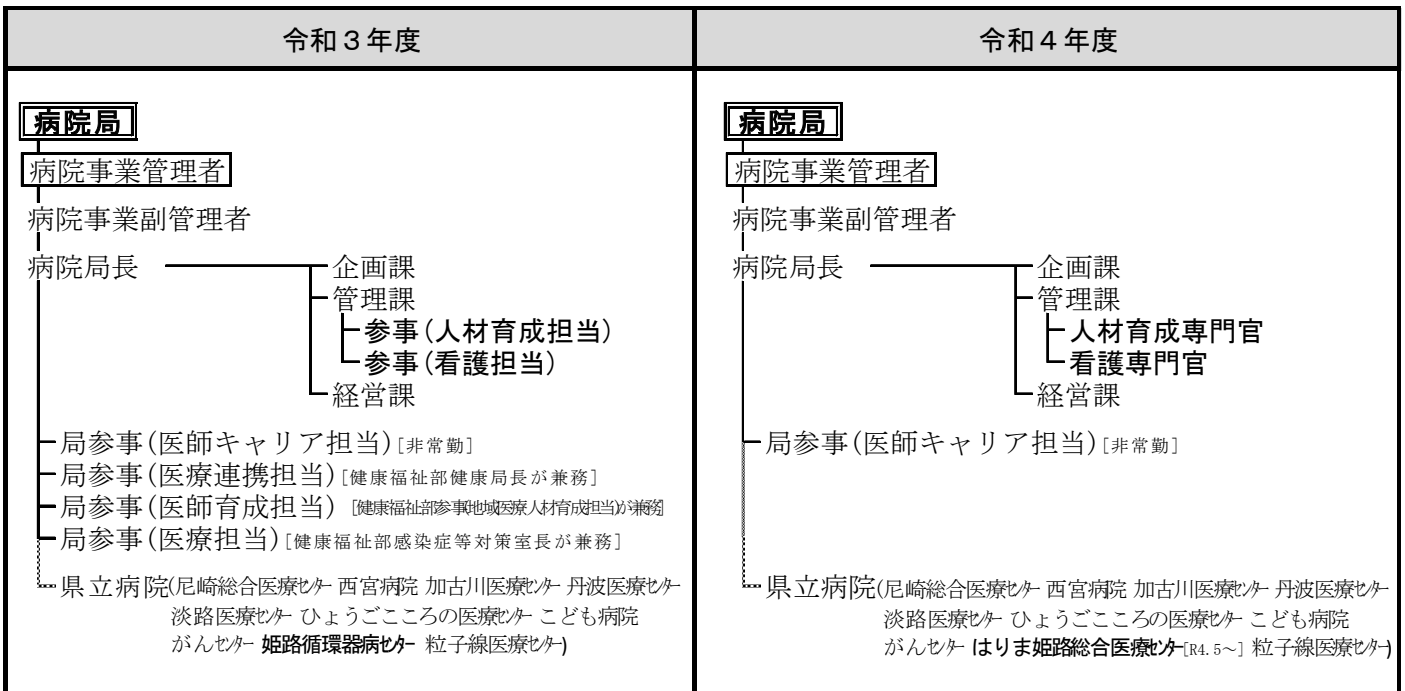 令和３年度
病院局
病院事業管理者
病院事業副管理者
病院局長
企画課
管理課
参事(人材育成担当)
参事(看護担当)
経営課
局参事(医師キャリア担当)[非常勤]
局参事(医療連携担当)[健康福祉部健康局長が兼務]
局参事(医師育成担当) [健康福祉部参事(地域医療人材育成担当)が兼務]
局参事(医療担当)[健康福祉部感染症等対策室長が兼務]
県立病院(尼崎総合医療ｾﾝﾀｰ 西宮病院 加古川医療ｾﾝﾀｰ 丹波医療ｾﾝﾀｰ
淡路医療ｾﾝﾀｰ ひょうごこころの医療ｾﾝﾀｰ こども病院
がんｾﾝﾀｰ 姫路循環器病ｾﾝﾀｰ 粒子線医療ｾﾝﾀｰ)
令和４年度
病院局
病院事業管理者
病院事業副管理者
病院局長
企画課
管理課
人材育成専門官
看護専門官
経営課
局参事(医師キャリア担当)[非常勤]
県立病院(尼崎総合医療ｾﾝﾀｰ 西宮病院 加古川医療ｾﾝﾀｰ 丹波医療ｾﾝﾀｰ
淡路医療ｾﾝﾀｰ ひょうごこころの医療ｾﾝﾀｰ こども病院
がんｾﾝﾀｰ はりま姫路総合医療ｾﾝﾀｰ[R4.5～] 粒子線医療ｾﾝﾀｰ)